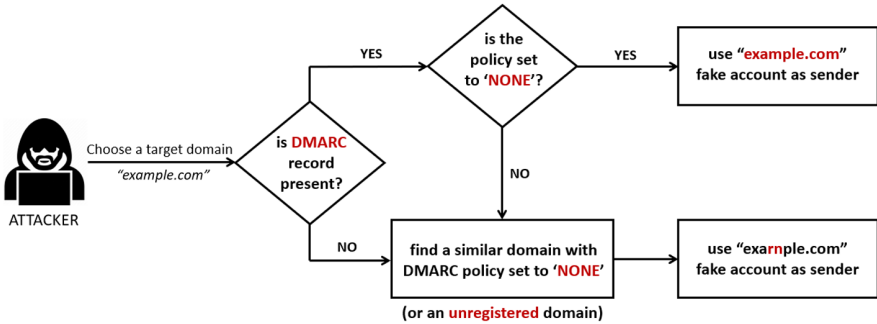 ATTACKER
Choose a target domain
“example.com”
is DMARC
record
present?
YES
NO
is the
policy set
to ‘NONE’?
YES
NO
use “example.com”
fake account as sender
find a similar domain with
DMARC policy set to ‘NONE’
(or an unregistered domain)
use “exarnple.com”
fake account as sender